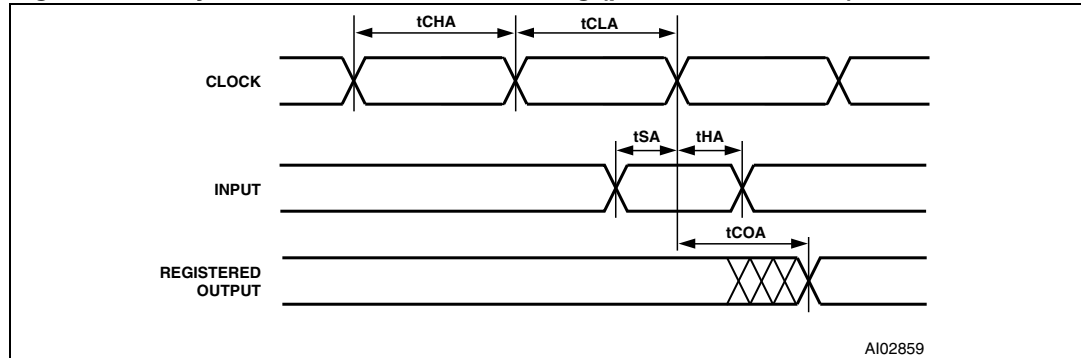 tCHA tCLA
CLOCK
tSA tHA
INPUT
tCOA
REGISTERED
OUTPUT
AI02859